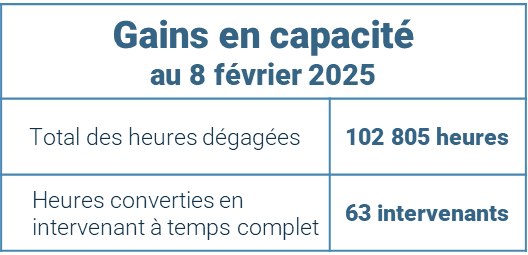 Gains en capacité
au 8 février 2025
Total des heures dégagées
102 805 heures
Heures converties en
intervenant à temps complet
63 intervenants